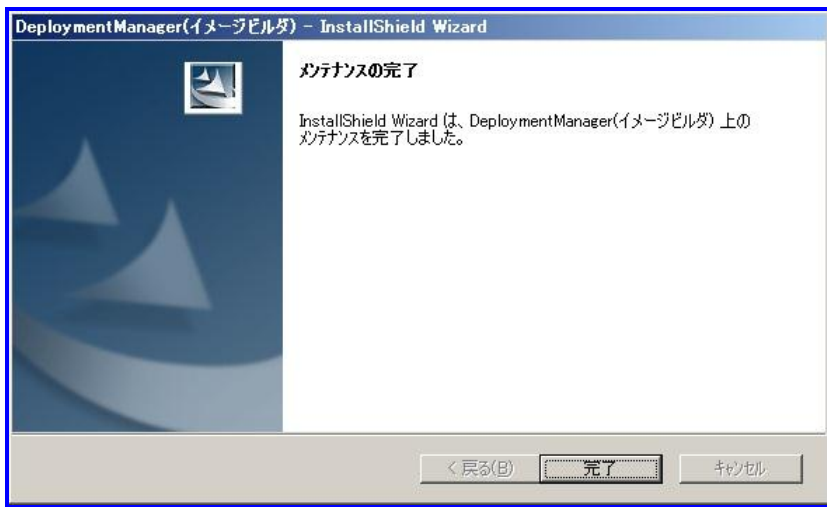 DeploymentManager(イメージビルダ) - InstallShield Wizard
メンテナンスの完了
InstallShield Wizard は、DeploymentManager(イメージビルダ) 上の
メンテナンスを完了しました。
< 戻る(B)
完了
キャンセル